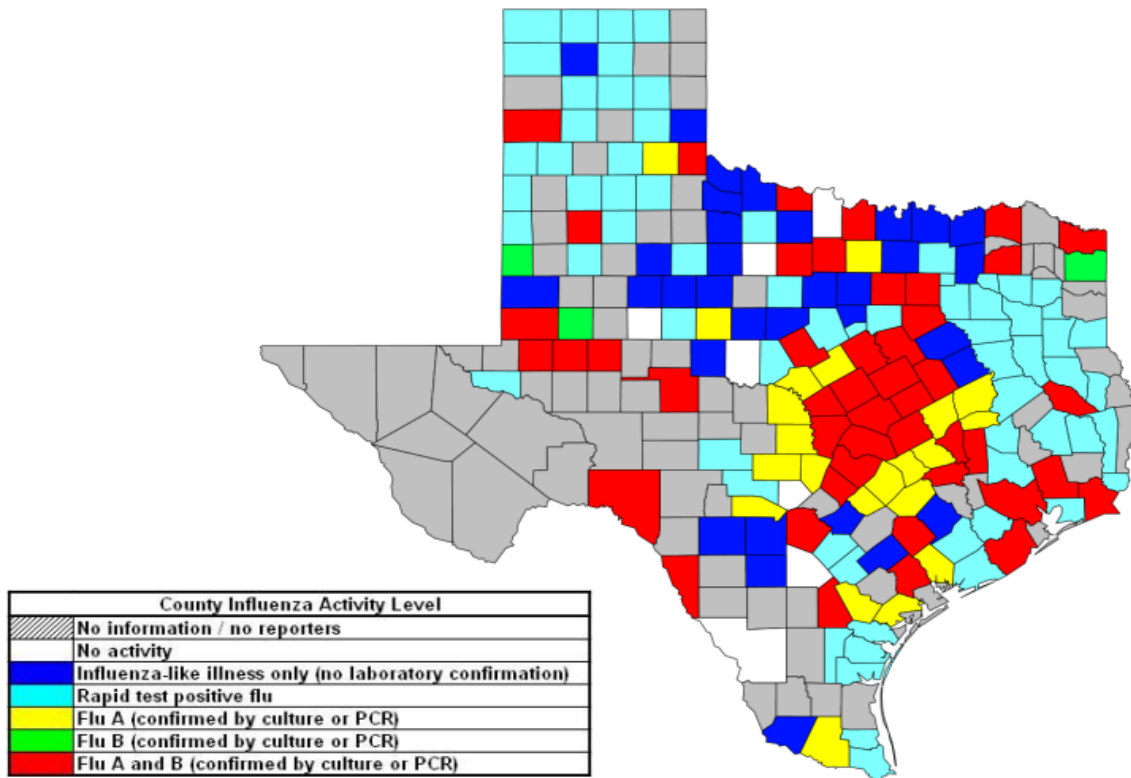 County Influenza Activity Level
No information / no reporters
No activity
Influenza-like illness only (no laboratory confirmation)
Rapid test positive flu
Flu A (confirmed by culture or PCR)
Flu B (confirmed by culture or PCR)
Flu A and B (confirmed by culture or PCR)